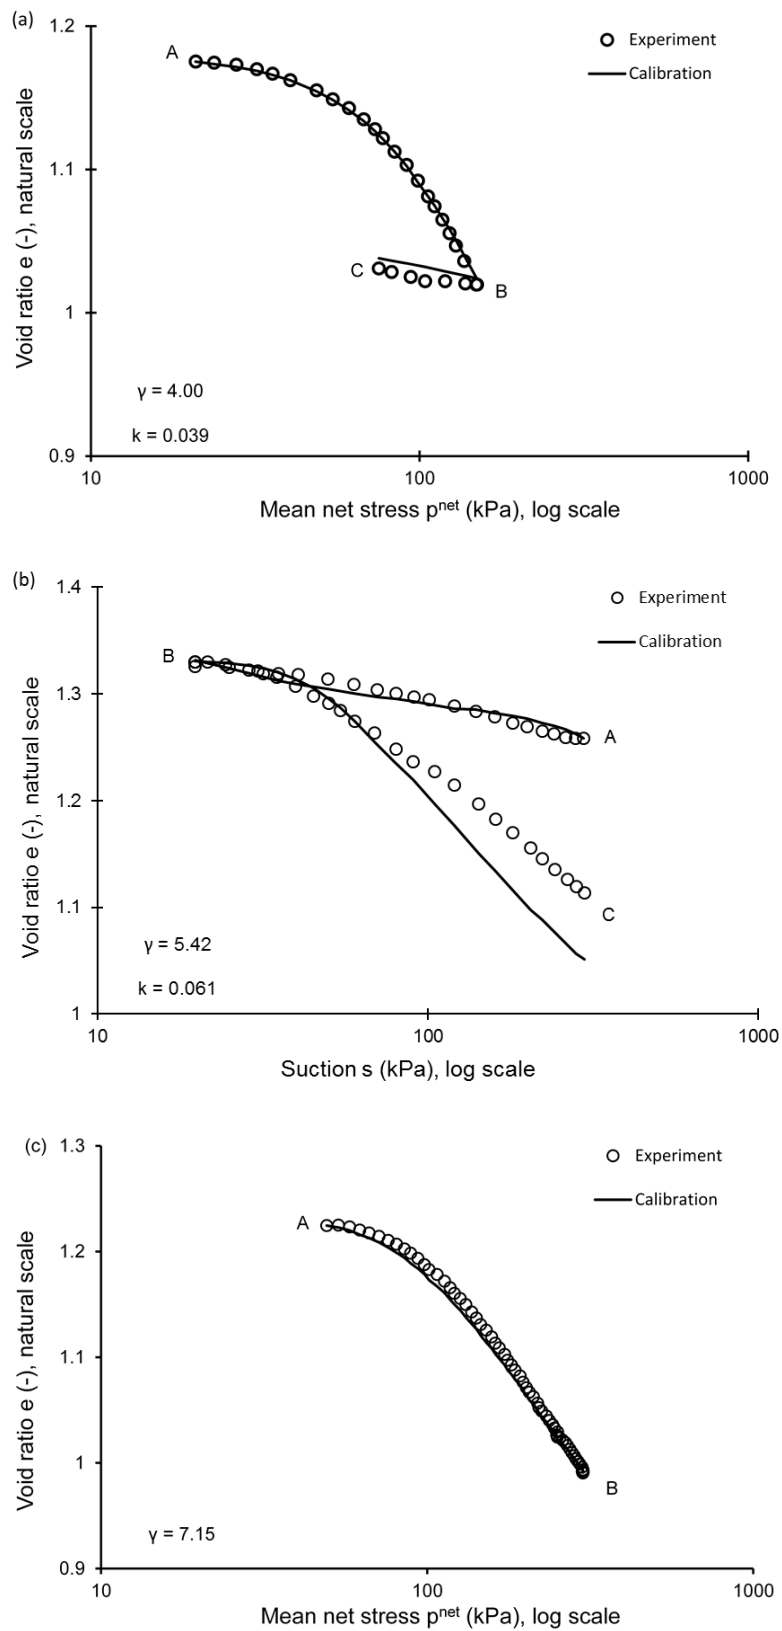 (a)
1.2
A
Experiment
Calibration
1.1
1
C
B
γ = 4.00
k = 0.039
0.9
10
100
1000
Void ratio e (-), natural scale
Mean net stress pnet (kPa), log scale
(b)
1.4
Experiment
B
Calibration
1.3
A
1.2
1.1
C
γ = 5.42
k = 0.061
1
10
100
1000
Void ratio e (-), natural scale
Suction s (kPa), log scale
(c)
1.3
Experiment
Calibration
A
1.2
1.1
1
B
γ = 7.15
0.9
10
100
1000
Void ratio e (-), natural scale
Mean net stress pnet (kPa), log scale